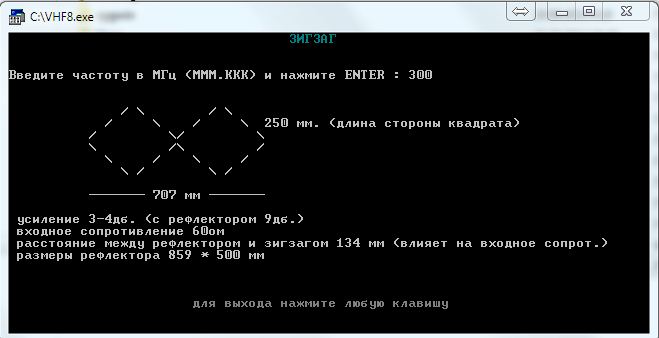 C:\VHF8.exe
ЗИГЗАГ
Введите частоту в МГц (МММ.ККК) и нажмите ENTER : 300
250 мм. (длина стороны квадрата)
707 мм
усиление 3-4дб. (с рефлектором 9дб.)
входное сопротивление 60ом
расстояние между рефлектором и зигзагом 134 мм (влияет на входное сопрот.)
размеры рефлектора 859 * 500 мм
для выхода нажмите любую клавишу